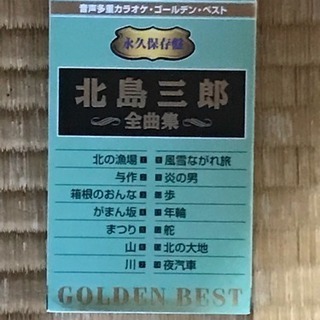 音声多重カラオケ・ゴールデン・ベスト
永久保存盤
北島三郎
全曲集
北の漁場 風雪ながれ旅
与作 炎の男
箱根のおんな 歩
がまん坂 年輪
まつり 舵
山 北の大地
川 夜汽車
GOLDEN BEST